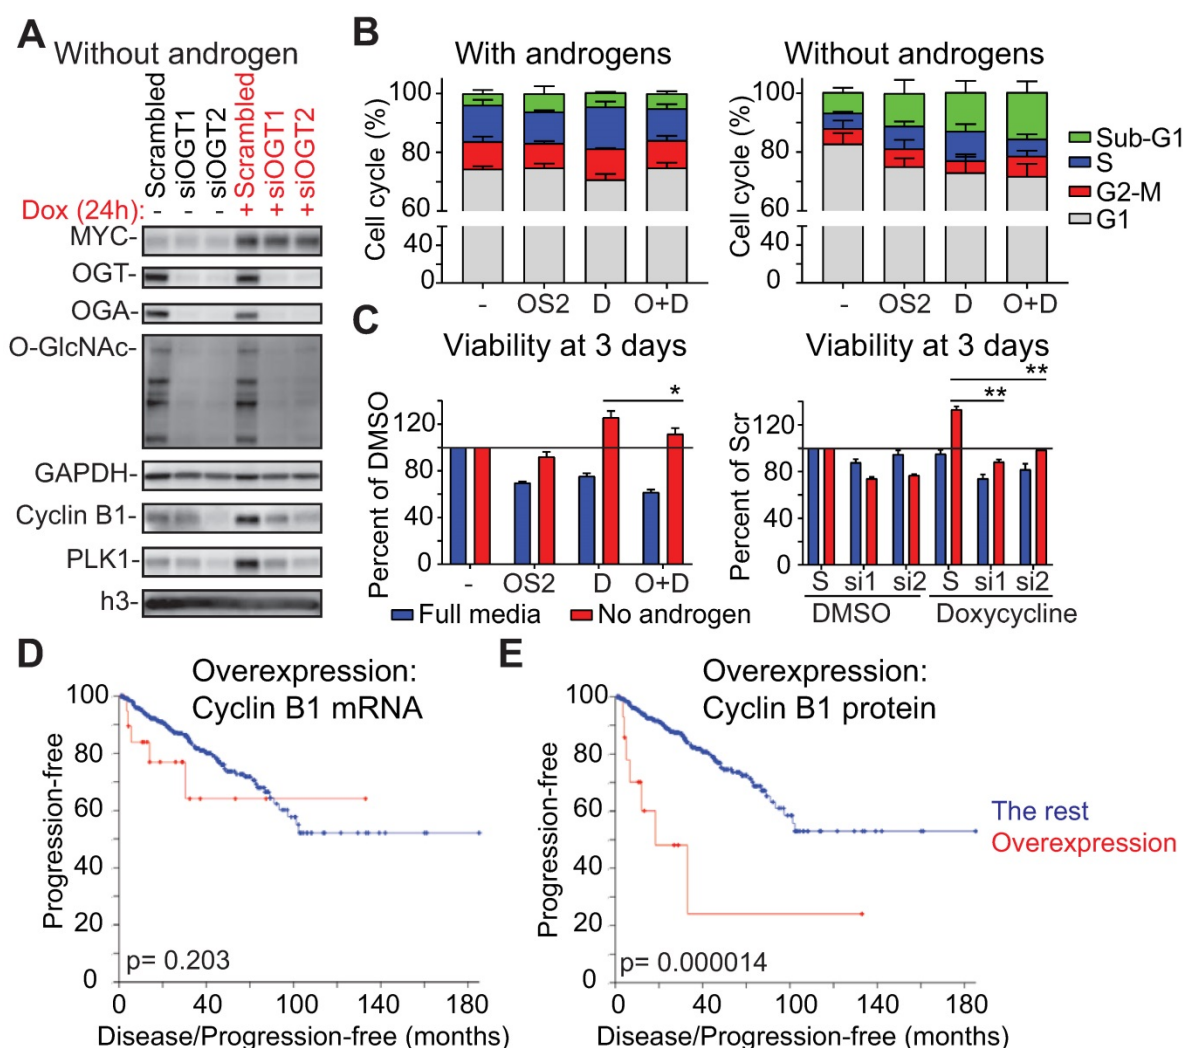 A
Without androgen
Scrambled
siOGT1
siOGT2
Scrambled
siOGT1
siOGT2
Dox (24h): - - - + + +
MYC-
OGT-
OGA-
O-GlcNAc-
GAPDH-
Cyclin B1-
PLK1-
h3-
B
With androgens
Cell cycle (%)
100
80
60
40
0
- OS2 D O+D
Without androgens
Cell cycle (%)
100
80
60
40
0
- OS2 D O+D
Sub-G1
S
G2-M
G1
C
Viability at 3 days
Percent of DMSO
120
80
40
0
*
- OS2 D O+D
Viability at 3 days
Percent of Scr
120
80
40
0
**
**
S si1 si2 S si1 si2
DMSO Doxycycline
Full media No androgen
D
Overexpression:
Cyclin B1 mRNA
Progression-free
100
80
60
40
20
0
p= 0.203
0 40 100 140 180
Disease/Progression-free (months)
E
Overexpression:
Cyclin B1 protein
Progression-free
100
80
60
40
20
0
p= 0.000014
0 40 100 140 180
Disease/Progression-free (months)
The rest
Overexpression